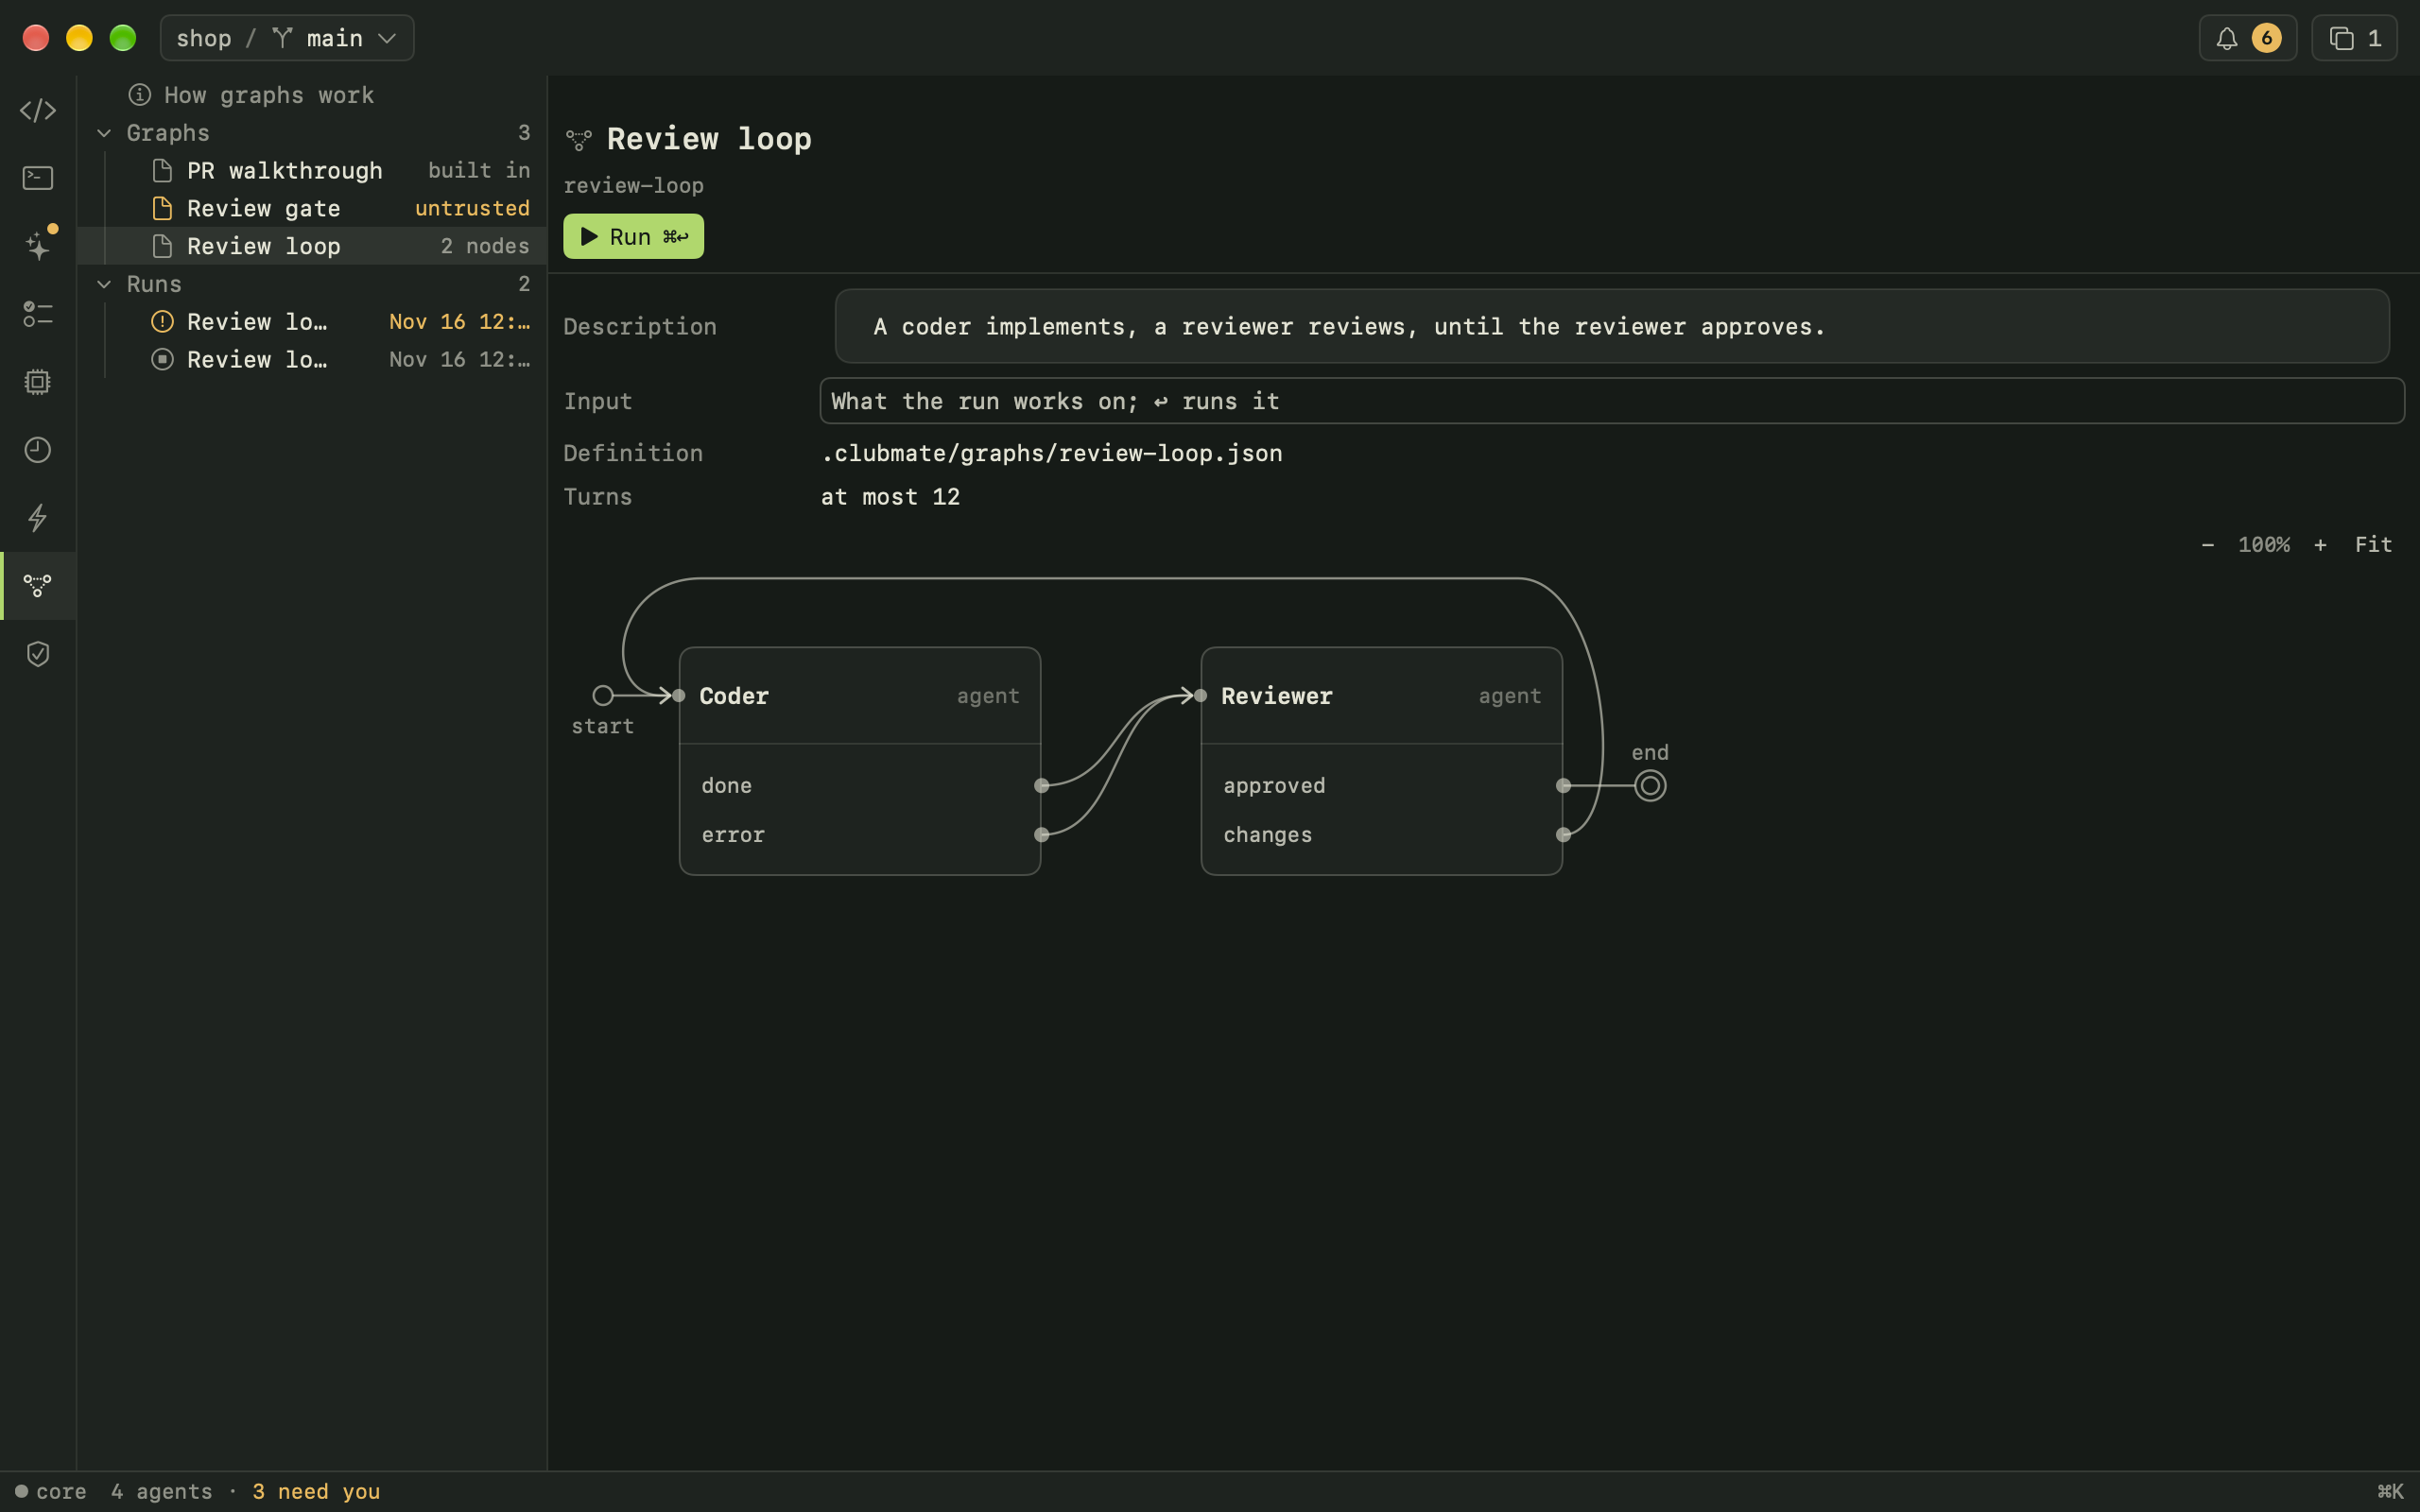 shop / main
6
1
How graphs work
Graphs 3
PR walkthrough built in
Review gate untrusted
Review loop 2 nodes
Runs 2
Review lo… Nov 16 12:…
Review lo… Nov 16 12:…
Review loop
review-loop
Run ⌘↩
Description A coder implements, a reviewer reviews, until the reviewer approves.
Input What the run works on; ↩ runs it
Definition .clubmate/graphs/review-loop.json
Turns at most 12
− 100% + Fit
start
Coder agent
done
error
Reviewer agent
approved
changes
end
core 4 agents · 3 need you
⌘K